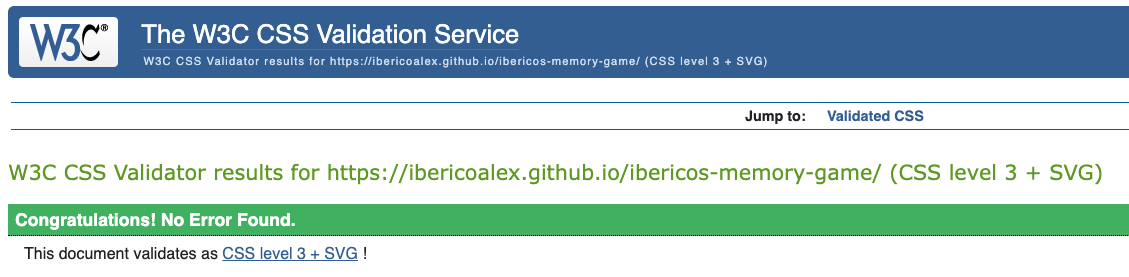 W3C®
The W3C CSS Validation Service
W3C CSS Validator results for https://ibericoalex.github.io/ibericos-memory-game/ (CSS level 3 + SVG)
Jump to: Validated CSS
W3C CSS Validator results for https://ibericoalex.github.io/ibericos-memory-game/ (CSS level 3 + SVG)
Congratulations! No Error Found.
This document validates as CSS level 3 + SVG !